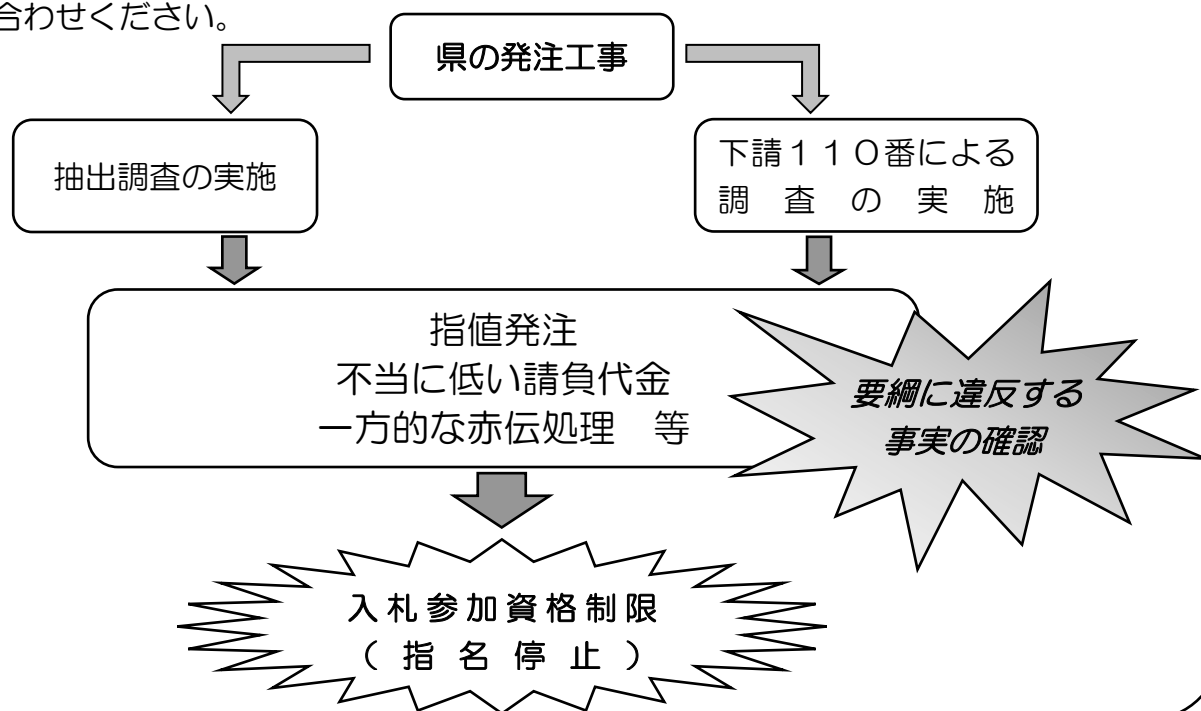 合わせください。
県の発注工事
抽出調査の実施
下請１１０番による
調査の実施
指値発注
不当に低い請負代金
一方的な赤伝処理　等
要綱に違反する
事実の確認
入札参加資格制限
（指名停止）